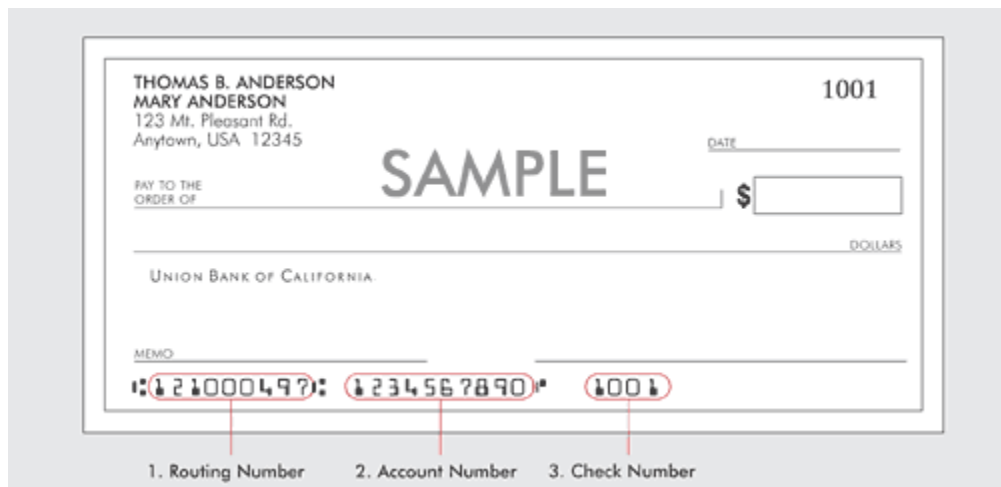 THOMAS B. ANDERSON
MARY ANDERSON
123 Mt. Pleasant Rd.
Anytown, USA 12345
1001
DATE
SAMPLE
PAY TO THE
ORDER OF
$
DOLLARS
UNION BANK OF CALIFORNIA
MEMO
⑆121000497⑆ 1234567890⑈ 1001
1. Routing Number 2. Account Number 3. Check Number